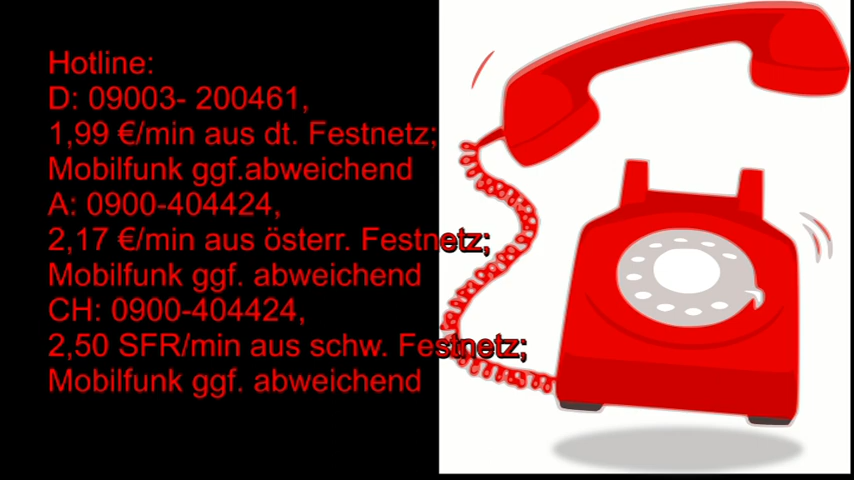 Hotline:
D: 09003- 200461,
1,99 €/min aus dt. Festnetz;
Mobilfunk ggf.abweichend
A: 0900-404424,
2,17 €/min aus österr. Festnetz;
Mobilfunk ggf. abweichend
CH: 0900-404424,
2,50 SFR/min aus schw. Festnetz;
Mobilfunk ggf. abweichend